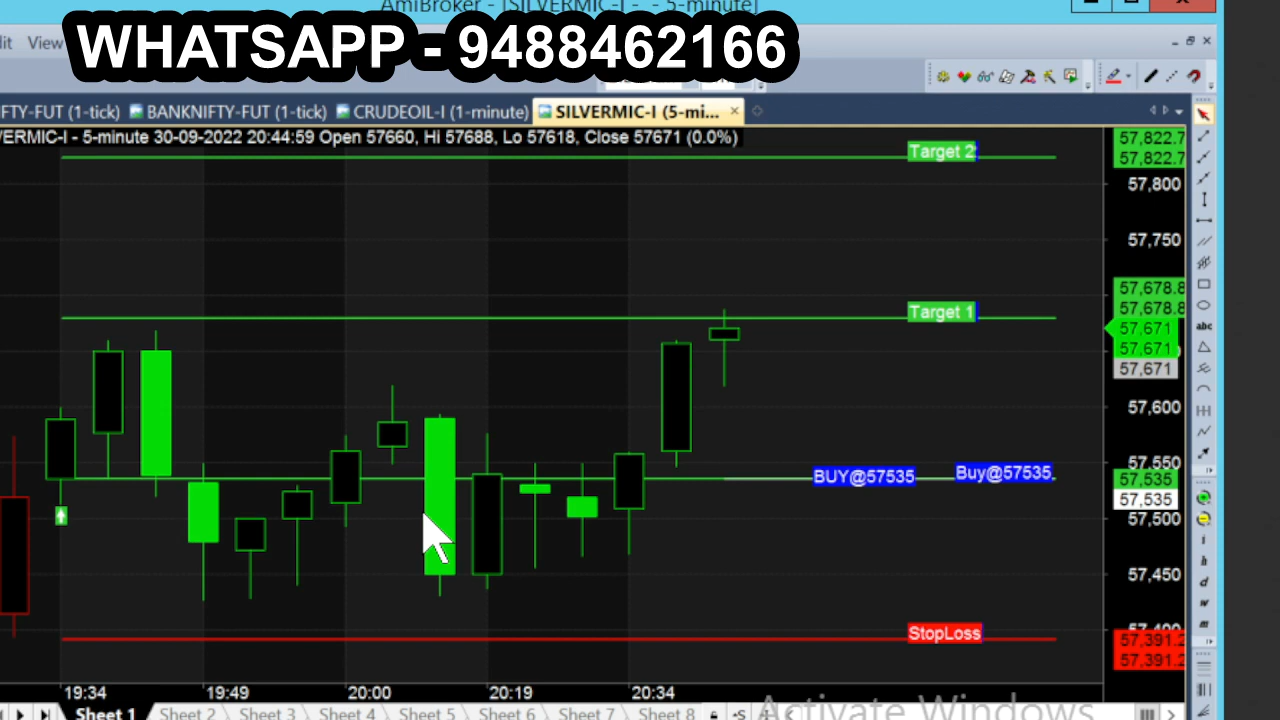 AmiBroker - [SILVERMIC-I - - 5-minute]
WHATSAPP - 9488462166
dit View
FTY-FUT (1-tick) BANKNIFTY-FUT (1-tick) CRUDEOIL-I (1-minute) SILVERMIC-I (5-mi...
VERMIC-I - 5-minute 30-09-2022 20:44:59 Open 57660, Hi 57688, Lo 57618, Close 57671 (0.0%)
57,822.7
Target 2
57,822.7
57,800
57,750
57,678.8
Target 1
57,678.8
57,671
abc
57,671
57,671
57,600
57,550
BUY@57535 Buy@57535
57,535
57,535
57,500
i
h
57,450
d
w
m
57,400
StopLoss
57,391.2
57,391.2
19:34 19:49 20:00 20:19 20:34
Activate Windows
Sheet 1 Sheet 2 Sheet 3 Sheet 4 Sheet 5 Sheet 6 Sheet 7 Sheet 8